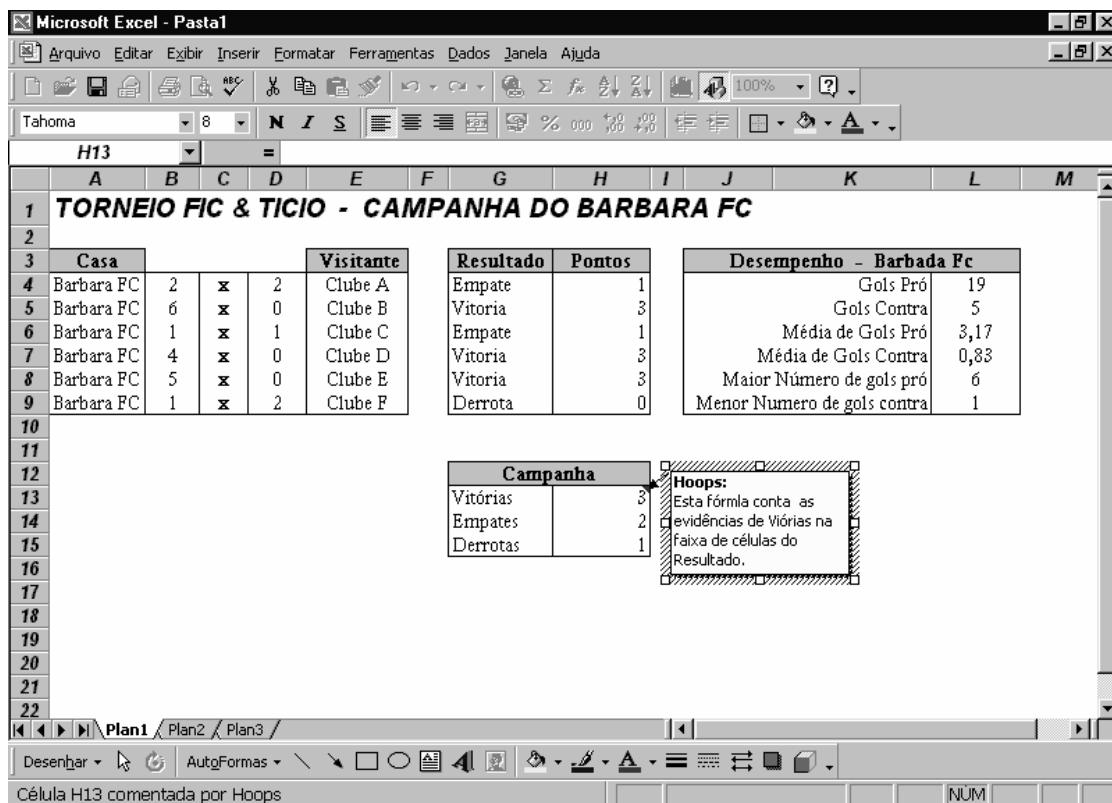 Microsoft Excel - Pasta1
Arquivo Editar Exibir Inserir Formatar Ferramentas Dados Janela Ajuda
ABC Σ fx 100% ?
Tahoma 8 N I S % 000 A
H13 =
A B C D E F G H I J K L M
1 TORNEIO FIC & TICIO - CAMPANHA DO BARBARA FC
2
3 Casa Visitante Resultado Pontos Desempenho - Barbada Fc
4 Barbara FC 2 x 2 Clube A Empate 1 Gols Pró 19
5 Barbara FC 6 x 0 Clube B Vitoria 3 Gols Contra 5
6 Barbara FC 1 x 1 Clube C Empate 1 Média de Gols Pró 3,17
7 Barbara FC 4 x 0 Clube D Vitoria 3 Média de Gols Contra 0,83
8 Barbara FC 5 x 0 Clube E Vitoria 3 Maior Número de gols pró 6
9 Barbara FC 1 x 2 Clube F Derrota 0 Menor Numero de gols contra 1
10
11
12 Campanha
13 Vitórias 3
14 Empates 2
15 Derrotas 1
Hoops:
Esta fórmla conta as
evidências de Viórias na
faixa de células do
Resultado.
16
17
18
19
20
21
22
Plan1 Plan2 Plan3
Desenhar AutoFormas A
Célula H13 comentada por Hoops NÚM